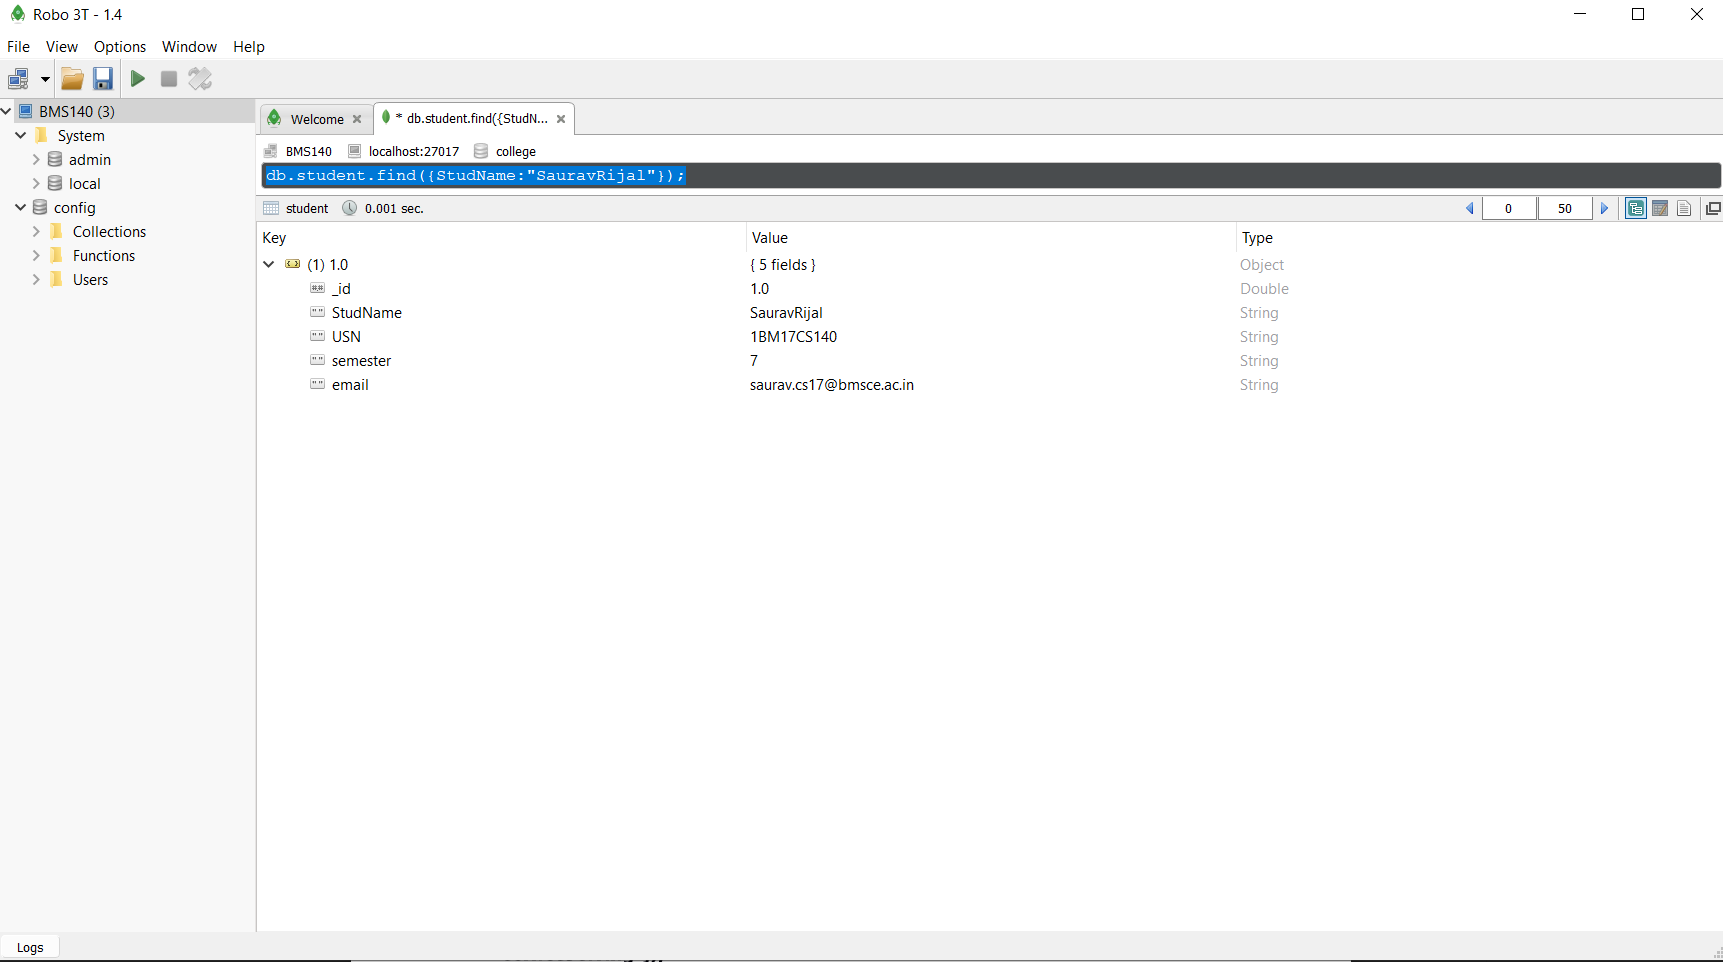 Robo 3T - 1.4
File View Options Window Help
BMS140 (3)
System
admin
local
config
Collections
Functions
Users
Welcome
* db.student.find({StudN...
BMS140 localhost:27017 college
db.student.find({StudName:"SauravRijal"});
student 0.001 sec. 0 50
Key Value Type
(1) 1.0 { 5 fields } Object
_id 1.0 Double
StudName SauravRijal String
USN 1BM17CS140 String
semester 7 String
email saurav.cs17@bmsce.ac.in String
Logs